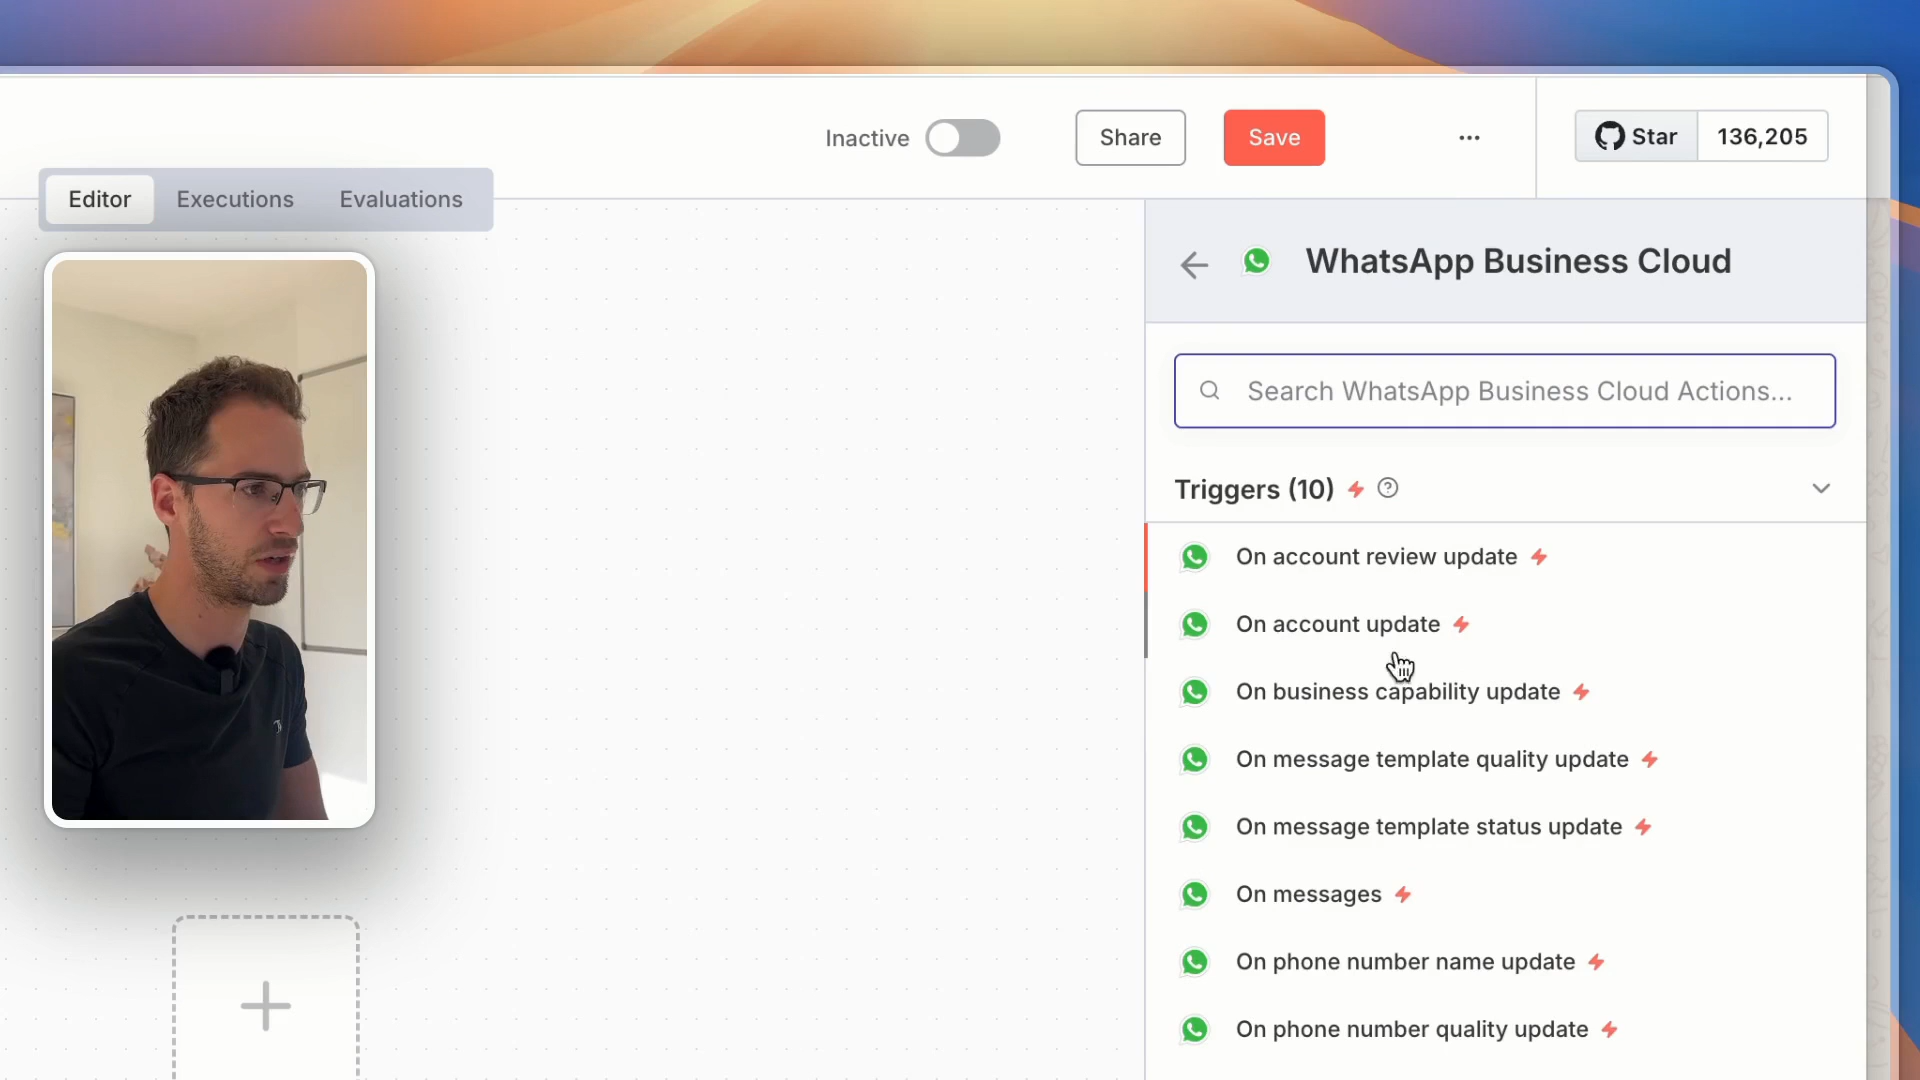 Inactive
Share
Save
Star
136,205
Editor
Executions
Evaluations
WhatsApp Business Cloud
Search WhatsApp Business Cloud Actions...
Triggers (10)
On account review update
On account update
On business capability update
On message template quality update
On message template status update
On messages
On phone number name update
On phone number quality update